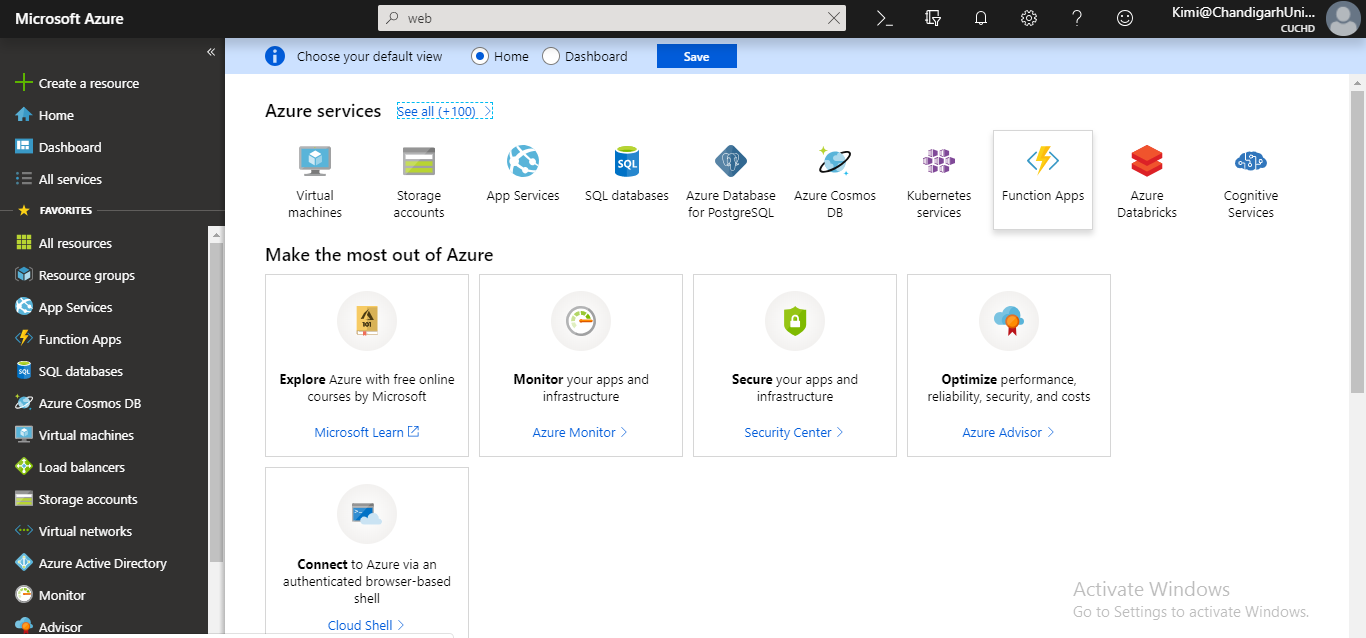 Microsoft Azure
web
Kimi@ChandigarhUni...
CUCHD
«
Choose your default view
Home
Dashboard
Save
Create a resource
Home
Dashboard
All services
FAVORITES
All resources
Resource groups
App Services
Function Apps
SQL databases
Azure Cosmos DB
Virtual machines
Load balancers
Storage accounts
Virtual networks
Azure Active Directory
Monitor
Advisor
Azure services
See all (+100)
SQL
Virtual
machines
Storage
accounts
App Services
SQL databases
Azure Database
for PostgreSQL
Azure Cosmos
DB
Kubernetes
services
Function Apps
Azure
Databricks
Cognitive
Services
Make the most out of Azure
101
Explore Azure with free online
courses by Microsoft
Microsoft Learn
Monitor your apps and
infrastructure
Azure Monitor
Secure your apps and
infrastructure
Security Center
Optimize performance,
reliability, security, and costs
Azure Advisor
Connect to Azure via an
authenticated browser-based
shell
Cloud Shell
Activate Windows
Go to Settings to activate Windows.